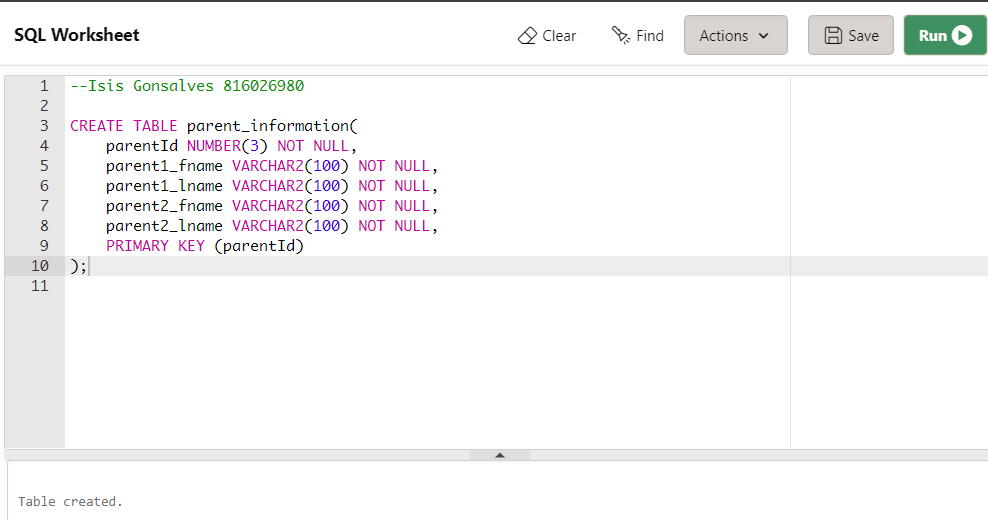 SQL Worksheet Clear Find Actions Save Run
1 --Isis Gonsalves 816026980
2
3 CREATE TABLE parent_information(
4 parentId NUMBER(3) NOT NULL,
5 parent1_fname VARCHAR2(100) NOT NULL,
6 parent1_lname VARCHAR2(100) NOT NULL,
7 parent2_fname VARCHAR2(100) NOT NULL,
8 parent2_lname VARCHAR2(100) NOT NULL,
9 PRIMARY KEY (parentId)
10 );
11
Table created.